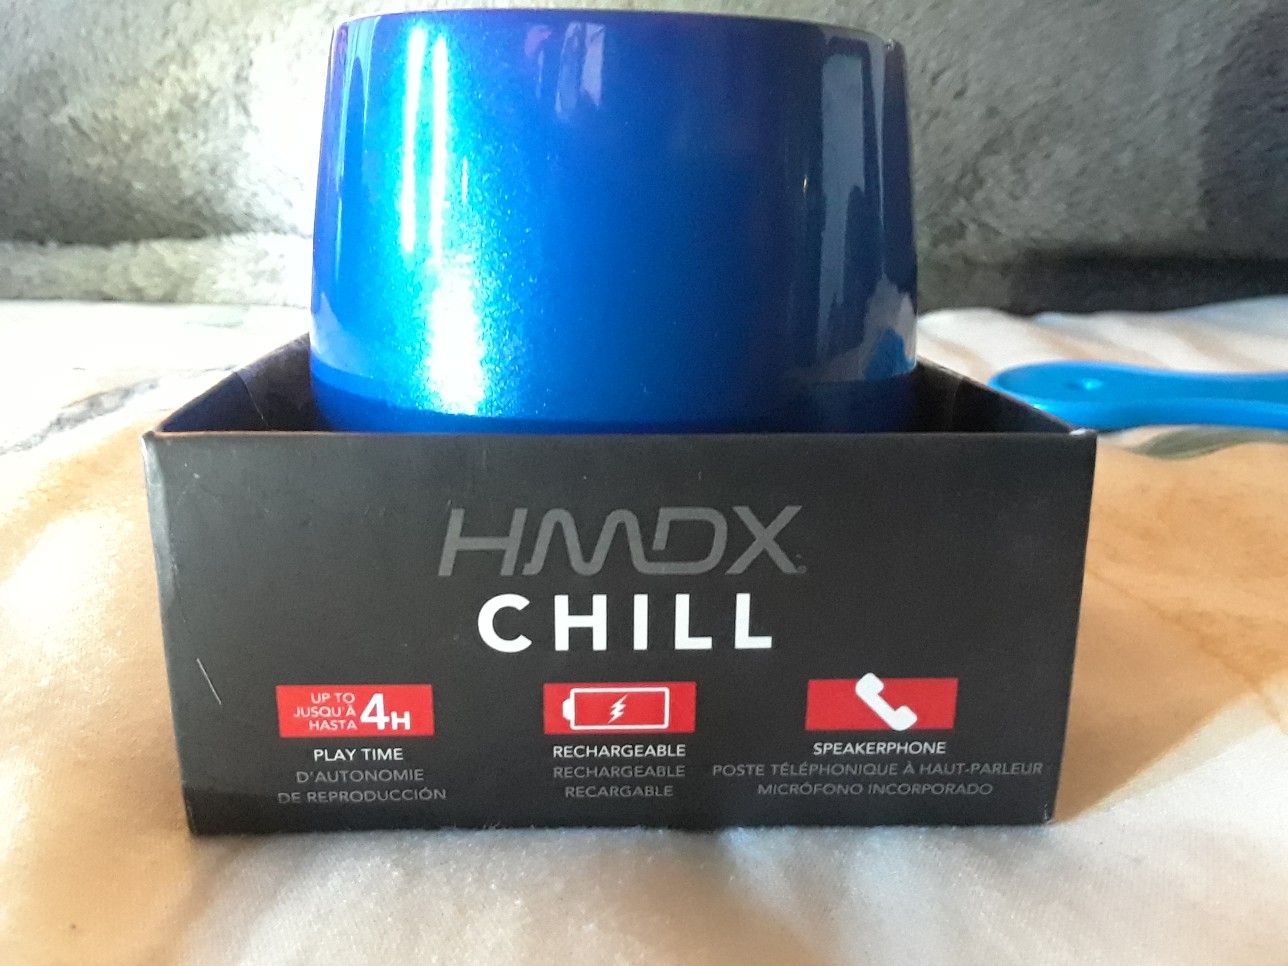 HMDX
CHILL
UP TO
JUSQU'À
HASTA
4H
PLAY TIME
D'AUTONOMIE
DE REPRODUCCIÓN
RECHARGEABLE
RECHARGEABLE
RECARGABLE
SPEAKERPHONE
POSTE TÉLÉPHONIQUE À HAUT-PARLEUR
MICRÓFONO INCORPORADO